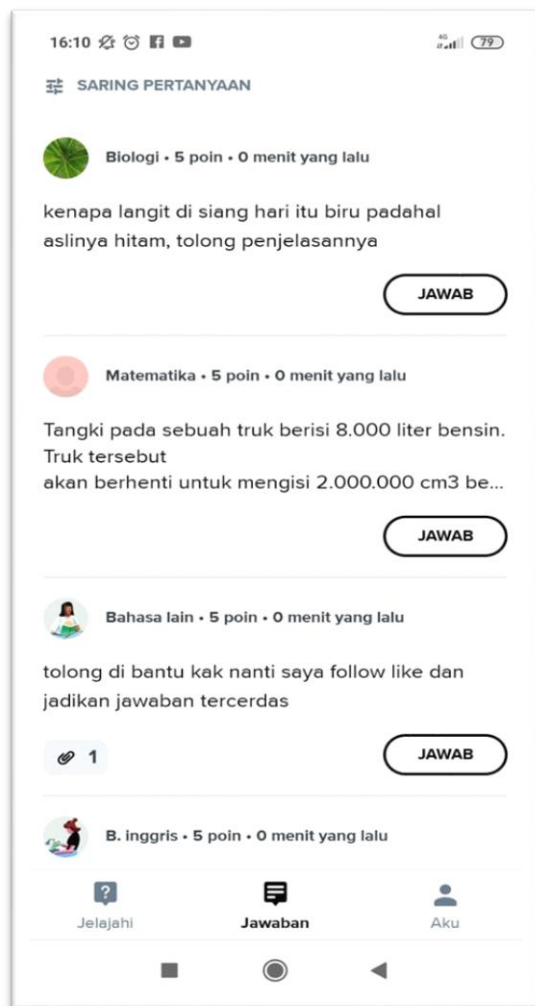 16:10
4G
79
SARING PERTANYAAN
Biologi • 5 poin • 0 menit yang lalu
kenapa langit di siang hari itu biru padahal
aslinya hitam, tolong penjelasannya
JAWAB
Matematika • 5 poin • 0 menit yang lalu
Tangki pada sebuah truk berisi 8.000 liter bensin.
Truk tersebut
akan berhenti untuk mengisi 2.000.000 cm3 be...
JAWAB
Bahasa lain • 5 poin • 0 menit yang lalu
tolong di bantu kak nanti saya follow like dan
jadikan jawaban tercerdas
1
JAWAB
B. inggris • 5 poin • 0 menit yang lalu
Jelajahi
Jawaban
Aku